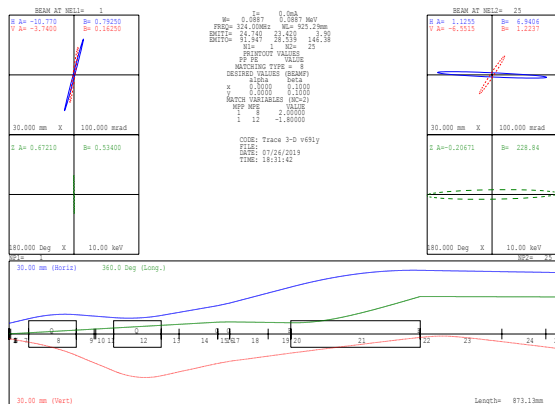 BEAM AT NEL1= 1
H A= -10.770 B= 0.79250
V A= -3.7400 B= 0.16250
30.000 mm X 100.000 mrad
Z A= 0.67210 B= 0.53400
180.000 Deg X 10.00 keV
NP1= 1
I= 0.0mA
W= 0.0887 0.0887 MeV
FREQ= 324.00MHz WL= 925.29mm
EMITI= 24.740 23.420 3.90
EMITO= 91.947 28.539 146.38
N1= 1 N2= 25
PRINTOUT VALUES
PP PE VALUE
MATCHING TYPE = 8
DESIRED VALUES (BEAMF)
alpha beta
x 0.0000 0.1000
y 0.0000 0.1000
MATCH VARIABLES (NC=2)
MPP MPE VALUE
1 8 2.00000
1 12 -1.80000
CODE: Trace 3-D v69ly
FILE:
DATE: 07/26/2019
TIME: 18:31:42
BEAM AT NEL2= 25
H A= 1.1255 B= 6.9406
V A= -6.5515 B= 1.2237
30.000 mm X 100.000 mrad
Z A=-0.20671 B= 228.84
180.000 Deg X 10.00 keV
NP2= 25
30.00 mm (Horiz) 360.0 Deg (Long.)
7 8 9 10 11 12 13 14 17 18 19 20 21 22 23 24
30.00 mm (Vert) Length= 873.13mm